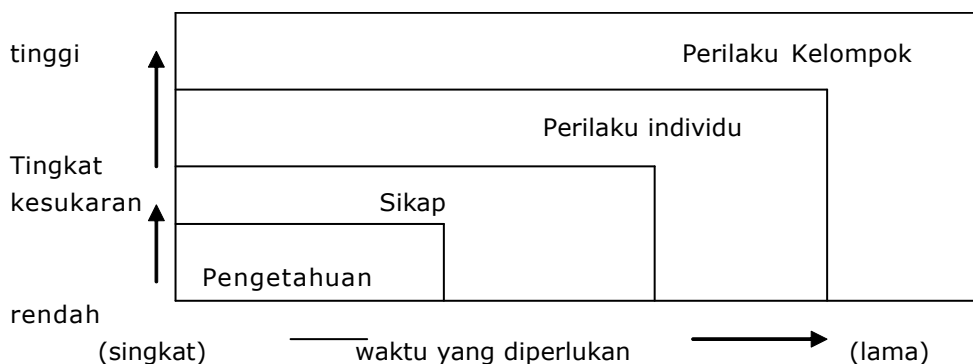 tinggi
Perilaku Kelompok
Perilaku individu
Tingkat
kesukaran
Sikap
Pengetahuan
rendah
(singkat) waktu yang diperlukan (lama)